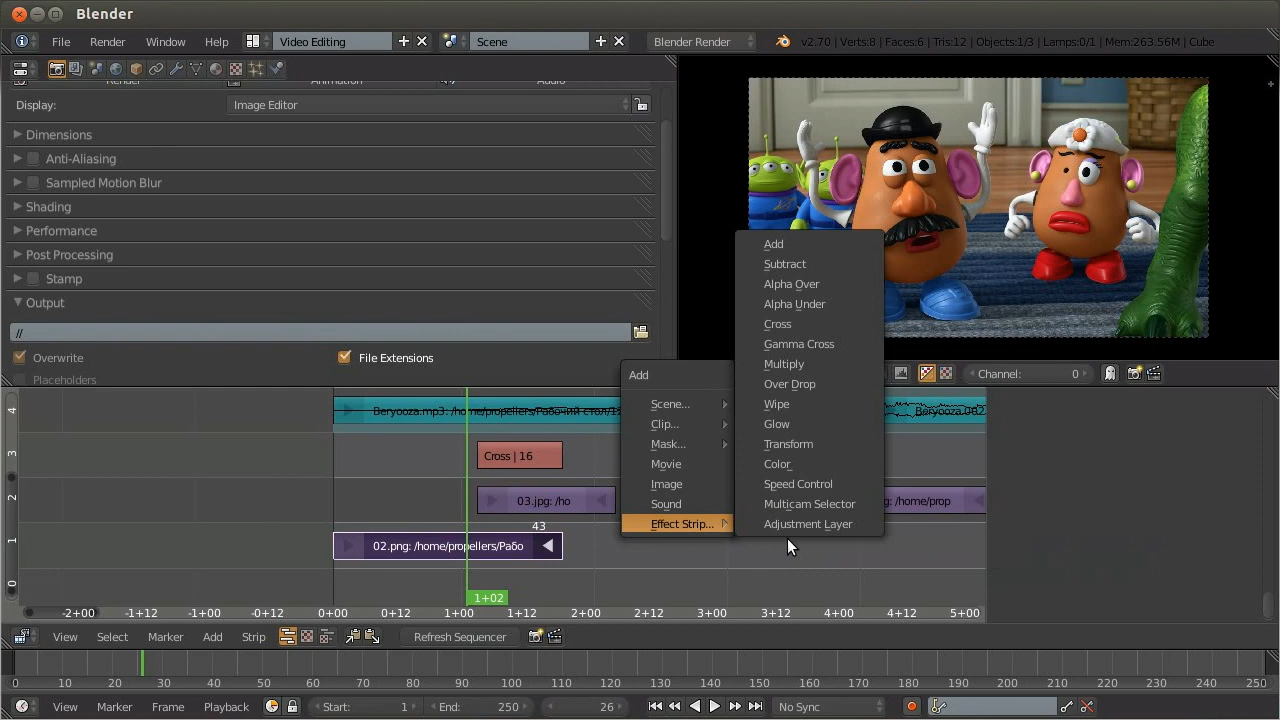 Blender
File Render Window Help Video Editing Scene Blender Render v2.70 | Verts:8 | Faces:6 | Tris:12 | Objects:1/3 | Lamps:0/1 | Mem:263.56M | Cube
Render Animation Audio
Display: Image Editor
Dimensions
Anti-Aliasing
Sampled Motion Blur
Shading
Performance
Post Processing
Stamp
Output
//
Overwrite File Extensions
Placeholders
Channel: 0
Add
Scene...
Clip...
Mask...
Movie
Image
Sound
Effect Strip...
Add
Subtract
Alpha Over
Alpha Under
Cross
Gamma Cross
Multiply
Over Drop
Wipe
Glow
Transform
Color
Speed Control
Multicam Selector
Adjustment Layer
4 Beryooza.mp3: /home/propellers/
3 Cross | 16
2 03.jpg: /ho g: /home/prop
43
1 02.png: /home/propellers/Рабо
0
1+02
-2+00 -1+12 -1+00 -0+12 0+00 0+12 1+00 1+12 2+00 2+12 3+00 3+12 4+00 4+12 5+00
View Select Marker Add Strip Refresh Sequencer
0 10 20 30 40 50 60 70 80 90 100 110 120 130 140 150 160 170 180 190 200 210 220 230 240 250
View Marker Frame Playback Start: 1 End: 250 26 No Sync